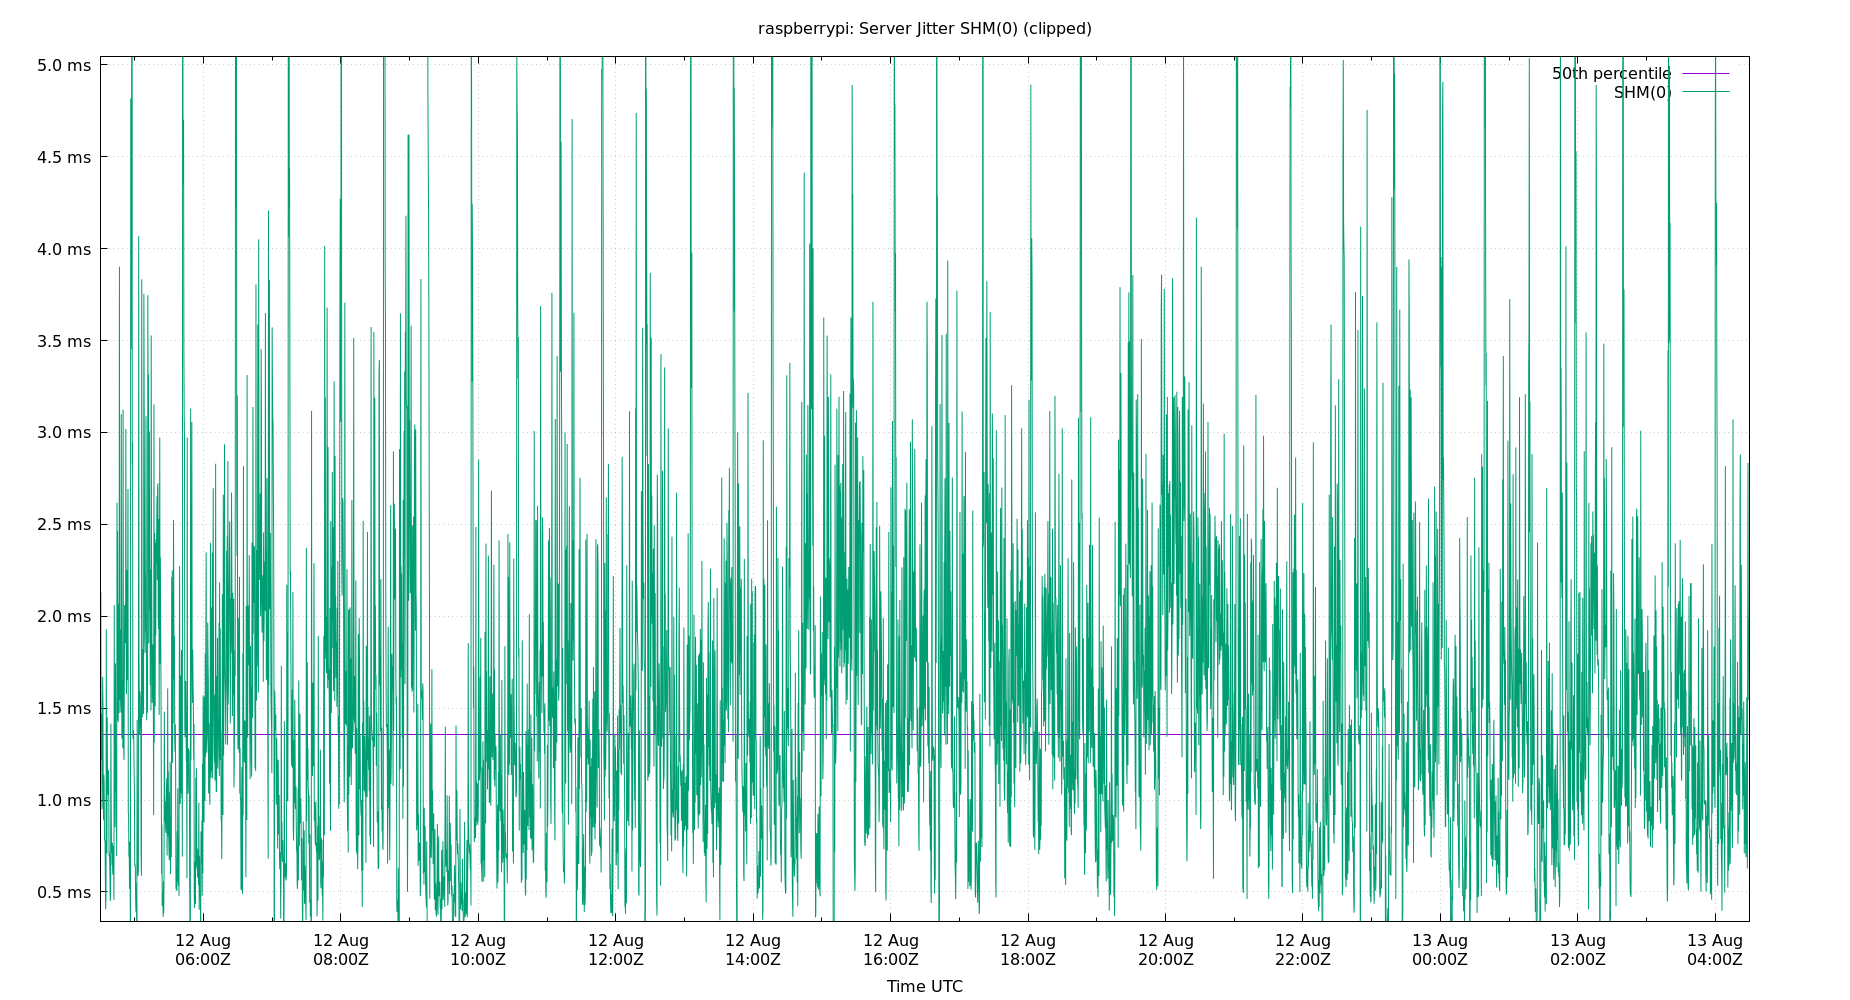 raspberrypi: Server Jitter SHM(0) (clipped)
5.0 ms
4.5 ms
4.0 ms
3.5 ms
3.0 ms
2.5 ms
2.0 ms
1.5 ms
1.0 ms
0.5 ms
50th percentile
SHM(0)
12 Aug 12 Aug 12 Aug 12 Aug 12 Aug 12 Aug 12 Aug 12 Aug 12 Aug 13 Aug 13 Aug 13 Aug
06:00Z 08:00Z 10:00Z 12:00Z 14:00Z 16:00Z 18:00Z 20:00Z 22:00Z 00:00Z 02:00Z 04:00Z
Time UTC